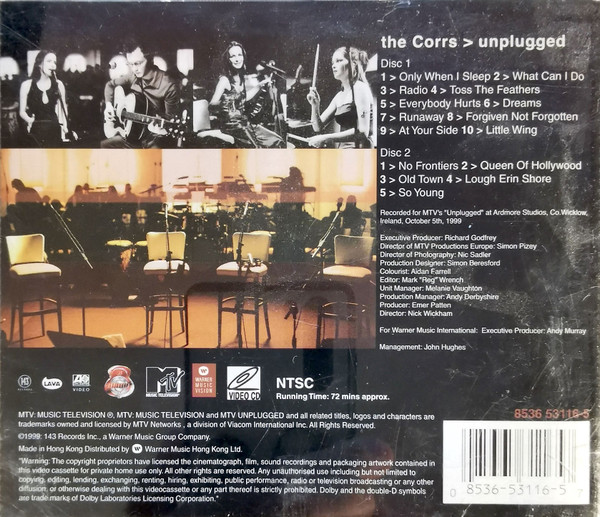 the Corrs > unplugged
Disc 1
1 > Only When I Sleep 2 > What Can I Do
3 > Radio 4 > Toss The Feathers
5 > Everybody Hurts 6 > Dreams
7 > Runaway 8 > Forgiven Not Forgotten
9 > At Your Side 10 > Little Wing
Disc 2
1 > No Frontiers 2 > Queen Of Hollywood
3 > Old Town 4 > Lough Erin Shore
5 > So Young
Recorded for MTV's "Unplugged" at Ardmore Studios, Co.Wicklow,
Ireland, October 5th, 1999
Executive Producer: Richard Godfrey
Director of MTV Productions Europe: Simon Pizey
Director of Photography: Nic Sadler
Production Designer: Simon Beresford
Colourist: Aidan Farrell
Editor: Mark "Reg" Wrench
Unit Manager: Melanie Vaughton
Production Manager: Andy Derbyshire
Producer: Emer Patten
Director: Nick Wickham
For Warner Music International: Executive Producer: Andy Murray
Management: John Hughes
143
LAVA
VIDEO
MTV
MUSIC TELEVISION
WARNER
MUSIC
VISION
VIDEO CD
NTSC
Running Time: 72 mins approx.
8536 53116-5
MTV: MUSIC TELEVISION ®, MTV: MUSIC TELEVISION and MTV UNPLUGGED and all related titles, logos and characters are
trademarks owned and licensed by MTV Networks , a division of Viacom International Inc. All rights reserved.
©1999 143 Records Inc., a Warner Music Group Company.
Made in Hong Kong Distributed by Warner Music Hong Kong Ltd.
"Warning: The copyright proprietors have licensed the cinematograph, film, sound recordings and packaging artwork contained in
this video cassette for private home use only. All other rights are reserved. Any unauthorised use including but not limited to
copying, editing, lending, exchanging, renting, hiring, exhibiting, public performance, radio or television broadcasting or any other
diffusion, or otherwise dealing with this videocassette or any part thereof is strictly prohibited. Dolby and the double-D symbols
are trademarks of Dolby Laboratories Licensing Corporation."
0 8536-53116-5 7